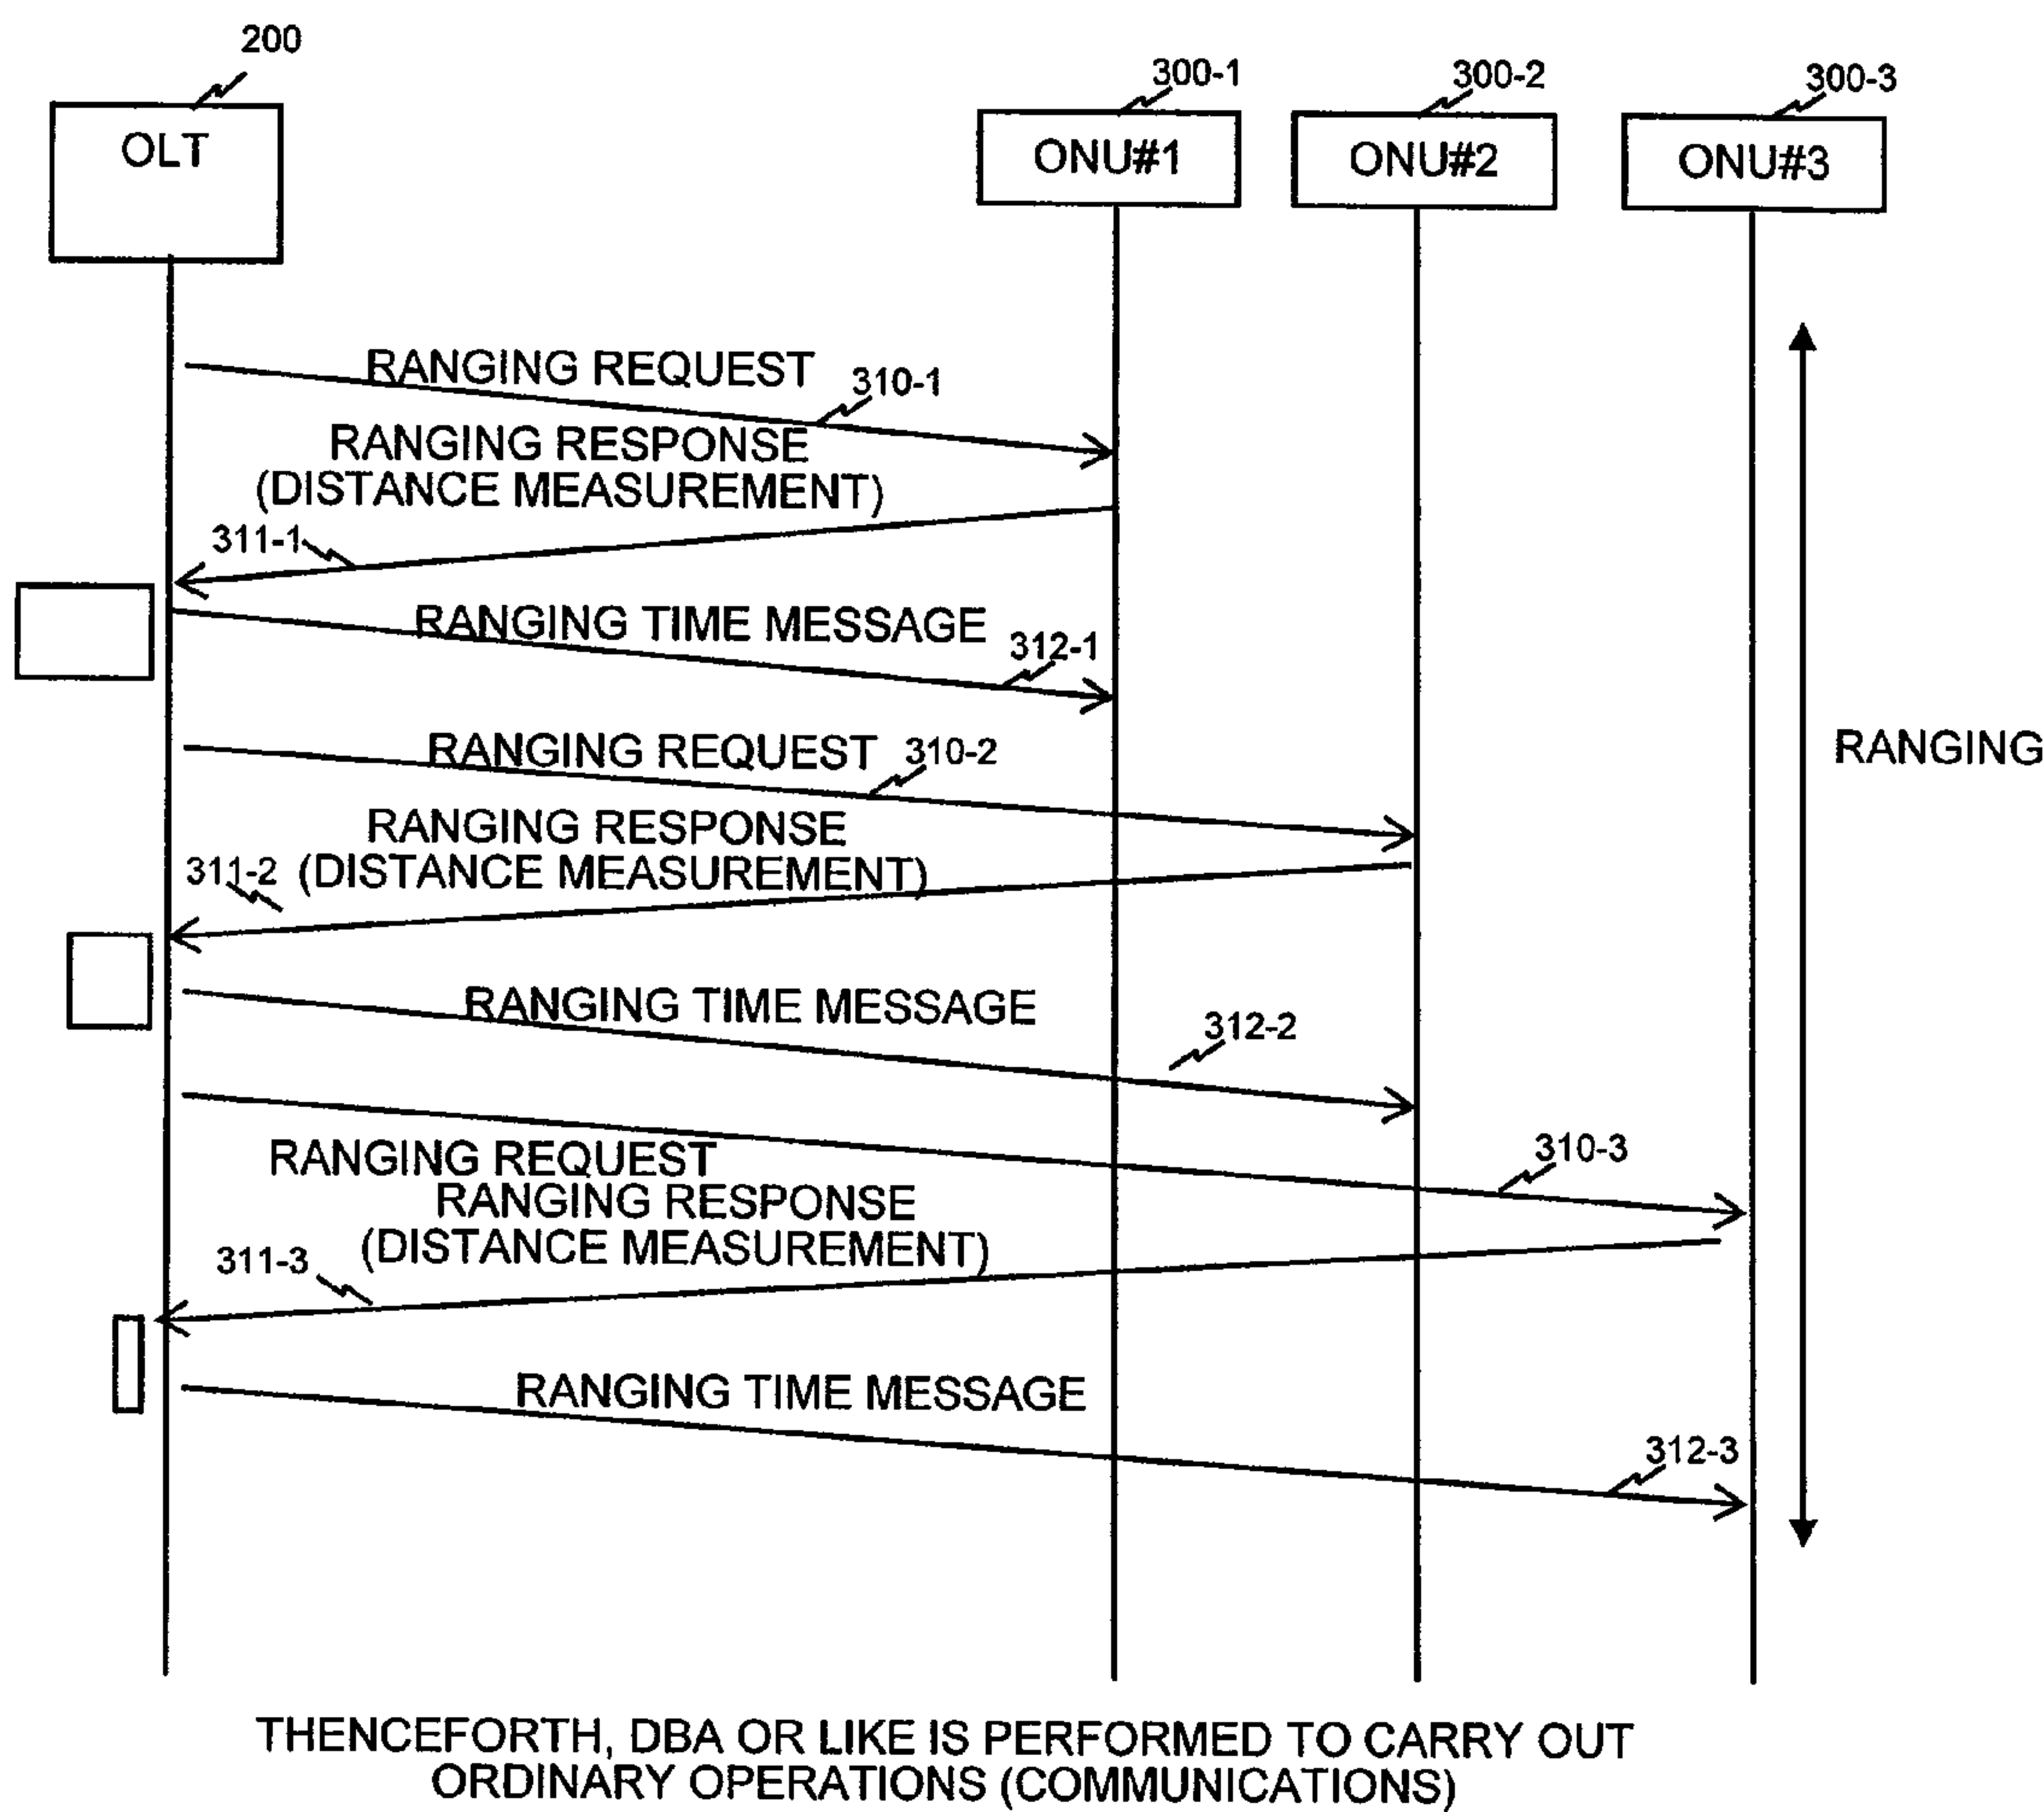 200
300-1
300-2
300-3
OLT
ONU#1
ONU#2
ONU#3
RANGING REQUEST
310-1
RANGING RESPONSE
(DISTANCE MEASUREMENT)
311-1
RANGING TIME MESSAGE
312-1
RANGING REQUEST
310-2
RANGING
RANGING RESPONSE
(DISTANCE MEASUREMENT)
311-2
RANGING TIME MESSAGE
312-2
RANGING REQUEST
310-3
RANGING RESPONSE
(DISTANCE MEASUREMENT)
311-3
RANGING TIME MESSAGE
312-3
THENCEFORTH, DBA OR LIKE IS PERFORMED TO CARRY OUT
ORDINARY OPERATIONS (COMMUNICATIONS)